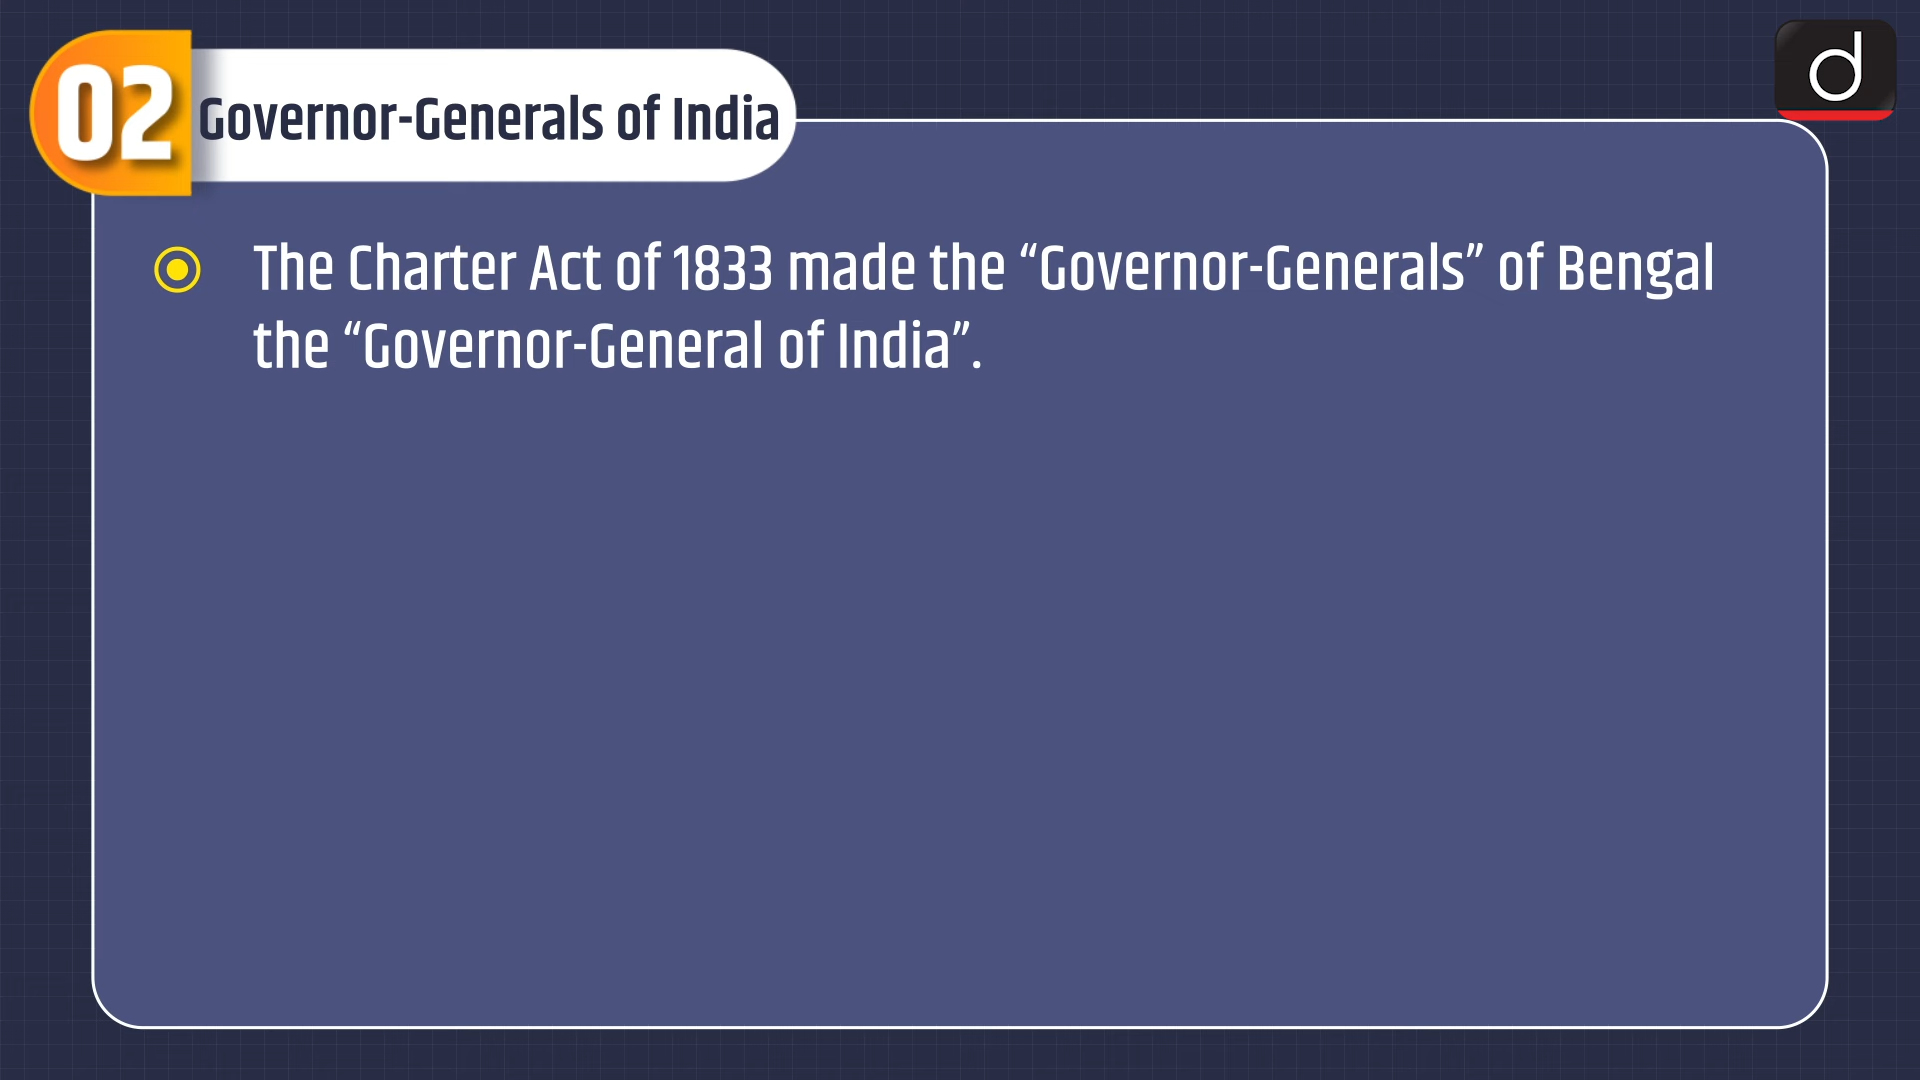 02
Governor-Generals of India
d
The Charter Act of 1833 made the “Governor-Generals” of Bengal
the “Governor-General of India”.